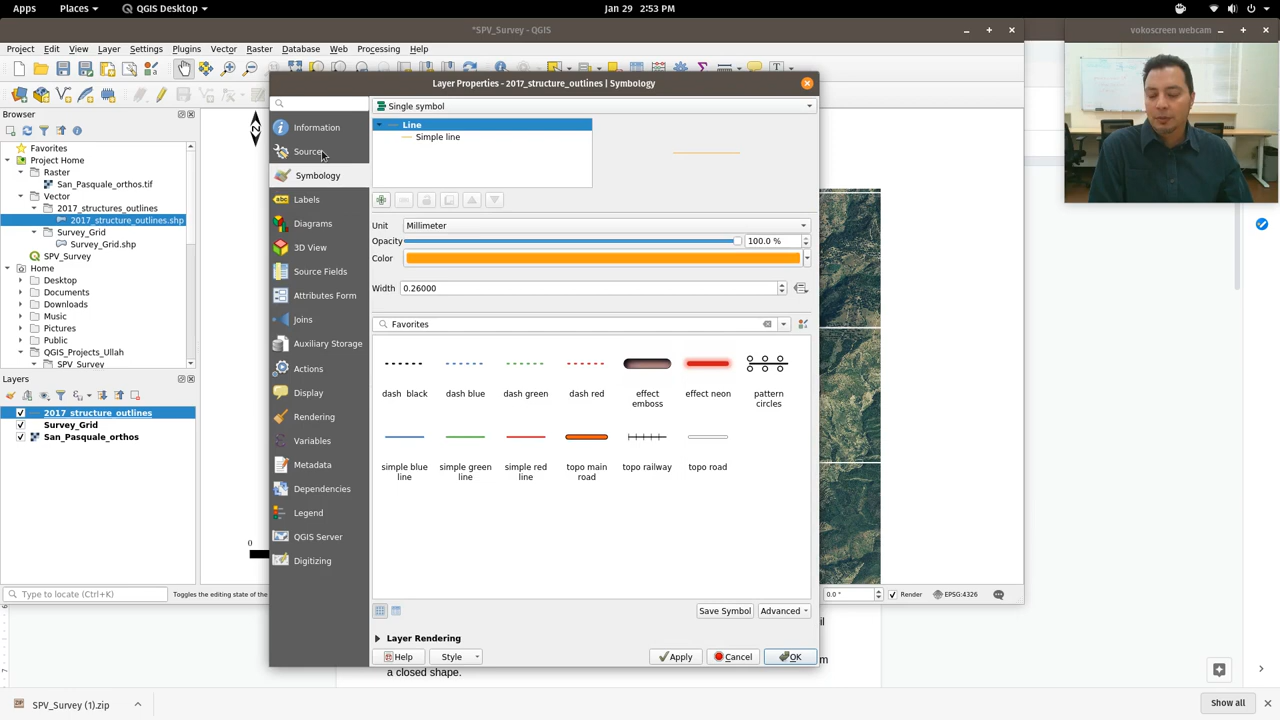 Apps Places QGIS Desktop Jan 29 2:53 PM
*SPV_Survey - QGIS
vokoscreen webcam
Project Edit View Layer Settings Plugins Vector Raster Database Web Processing Help
Layer Properties - 2017_structure_outlines | Symbology
Browser
Favorites
Project Home
Raster
San_Pasquale_orthos.tif
Vector
2017_structures_outlines
2017_structure_outlines.shp
Survey_Grid
Survey_Grid.shp
SPV_Survey
Home
Desktop
Documents
Downloads
Music
Pictures
Public
QGIS_Projects_Ullah
SPV_Survey
Layers
2017_structure_outlines
Survey_Grid
San_Pasquale_orthos
Type to locate (Ctrl+K)
Toggles the editing state of the
Information
Source
Symbology
Labels
Diagrams
3D View
Source Fields
Attributes Form
Joins
Auxiliary Storage
Actions
Display
Rendering
Variables
Metadata
Dependencies
Legend
QGIS Server
Digitizing
Single symbol
Line
Simple line
Unit Millimeter
Opacity 100.0 %
Color
Width 0.26000
Favorites
dash black
dash blue
dash green
dash red
effect emboss
effect neon
pattern circles
simple blue line
simple green line
simple red line
topo main road
topo railway
topo road
Save Symbol Advanced
Layer Rendering
Help Style Apply Cancel OK
0
N
0.0 ° Render EPSG:4326
a closed shape.
SPV_Survey (1).zip
Show all